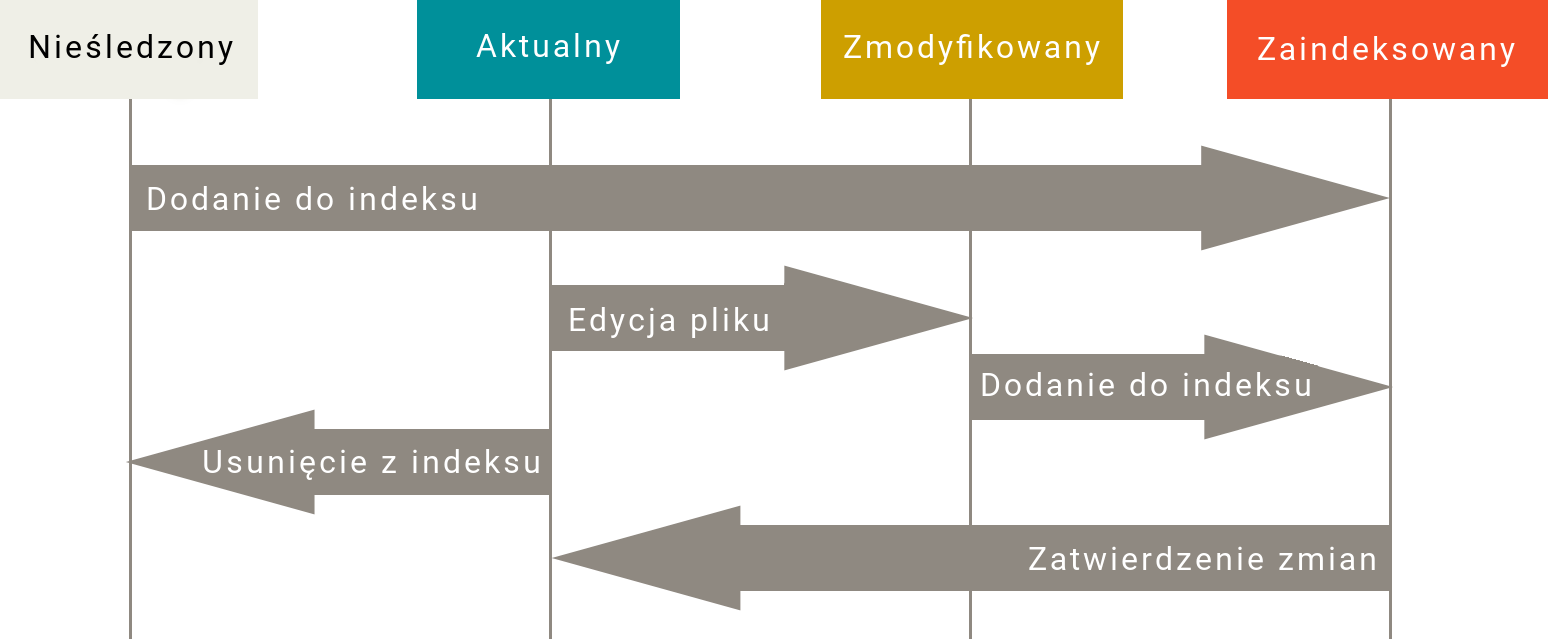 Nieśledzony
Aktualny
Zmodyfikowany
Zaindeksowany
Dodanie do indeksu
Edycja pliku
Dodanie do indeksu
Usunięcie z indeksu
Zatwierdzenie zmian